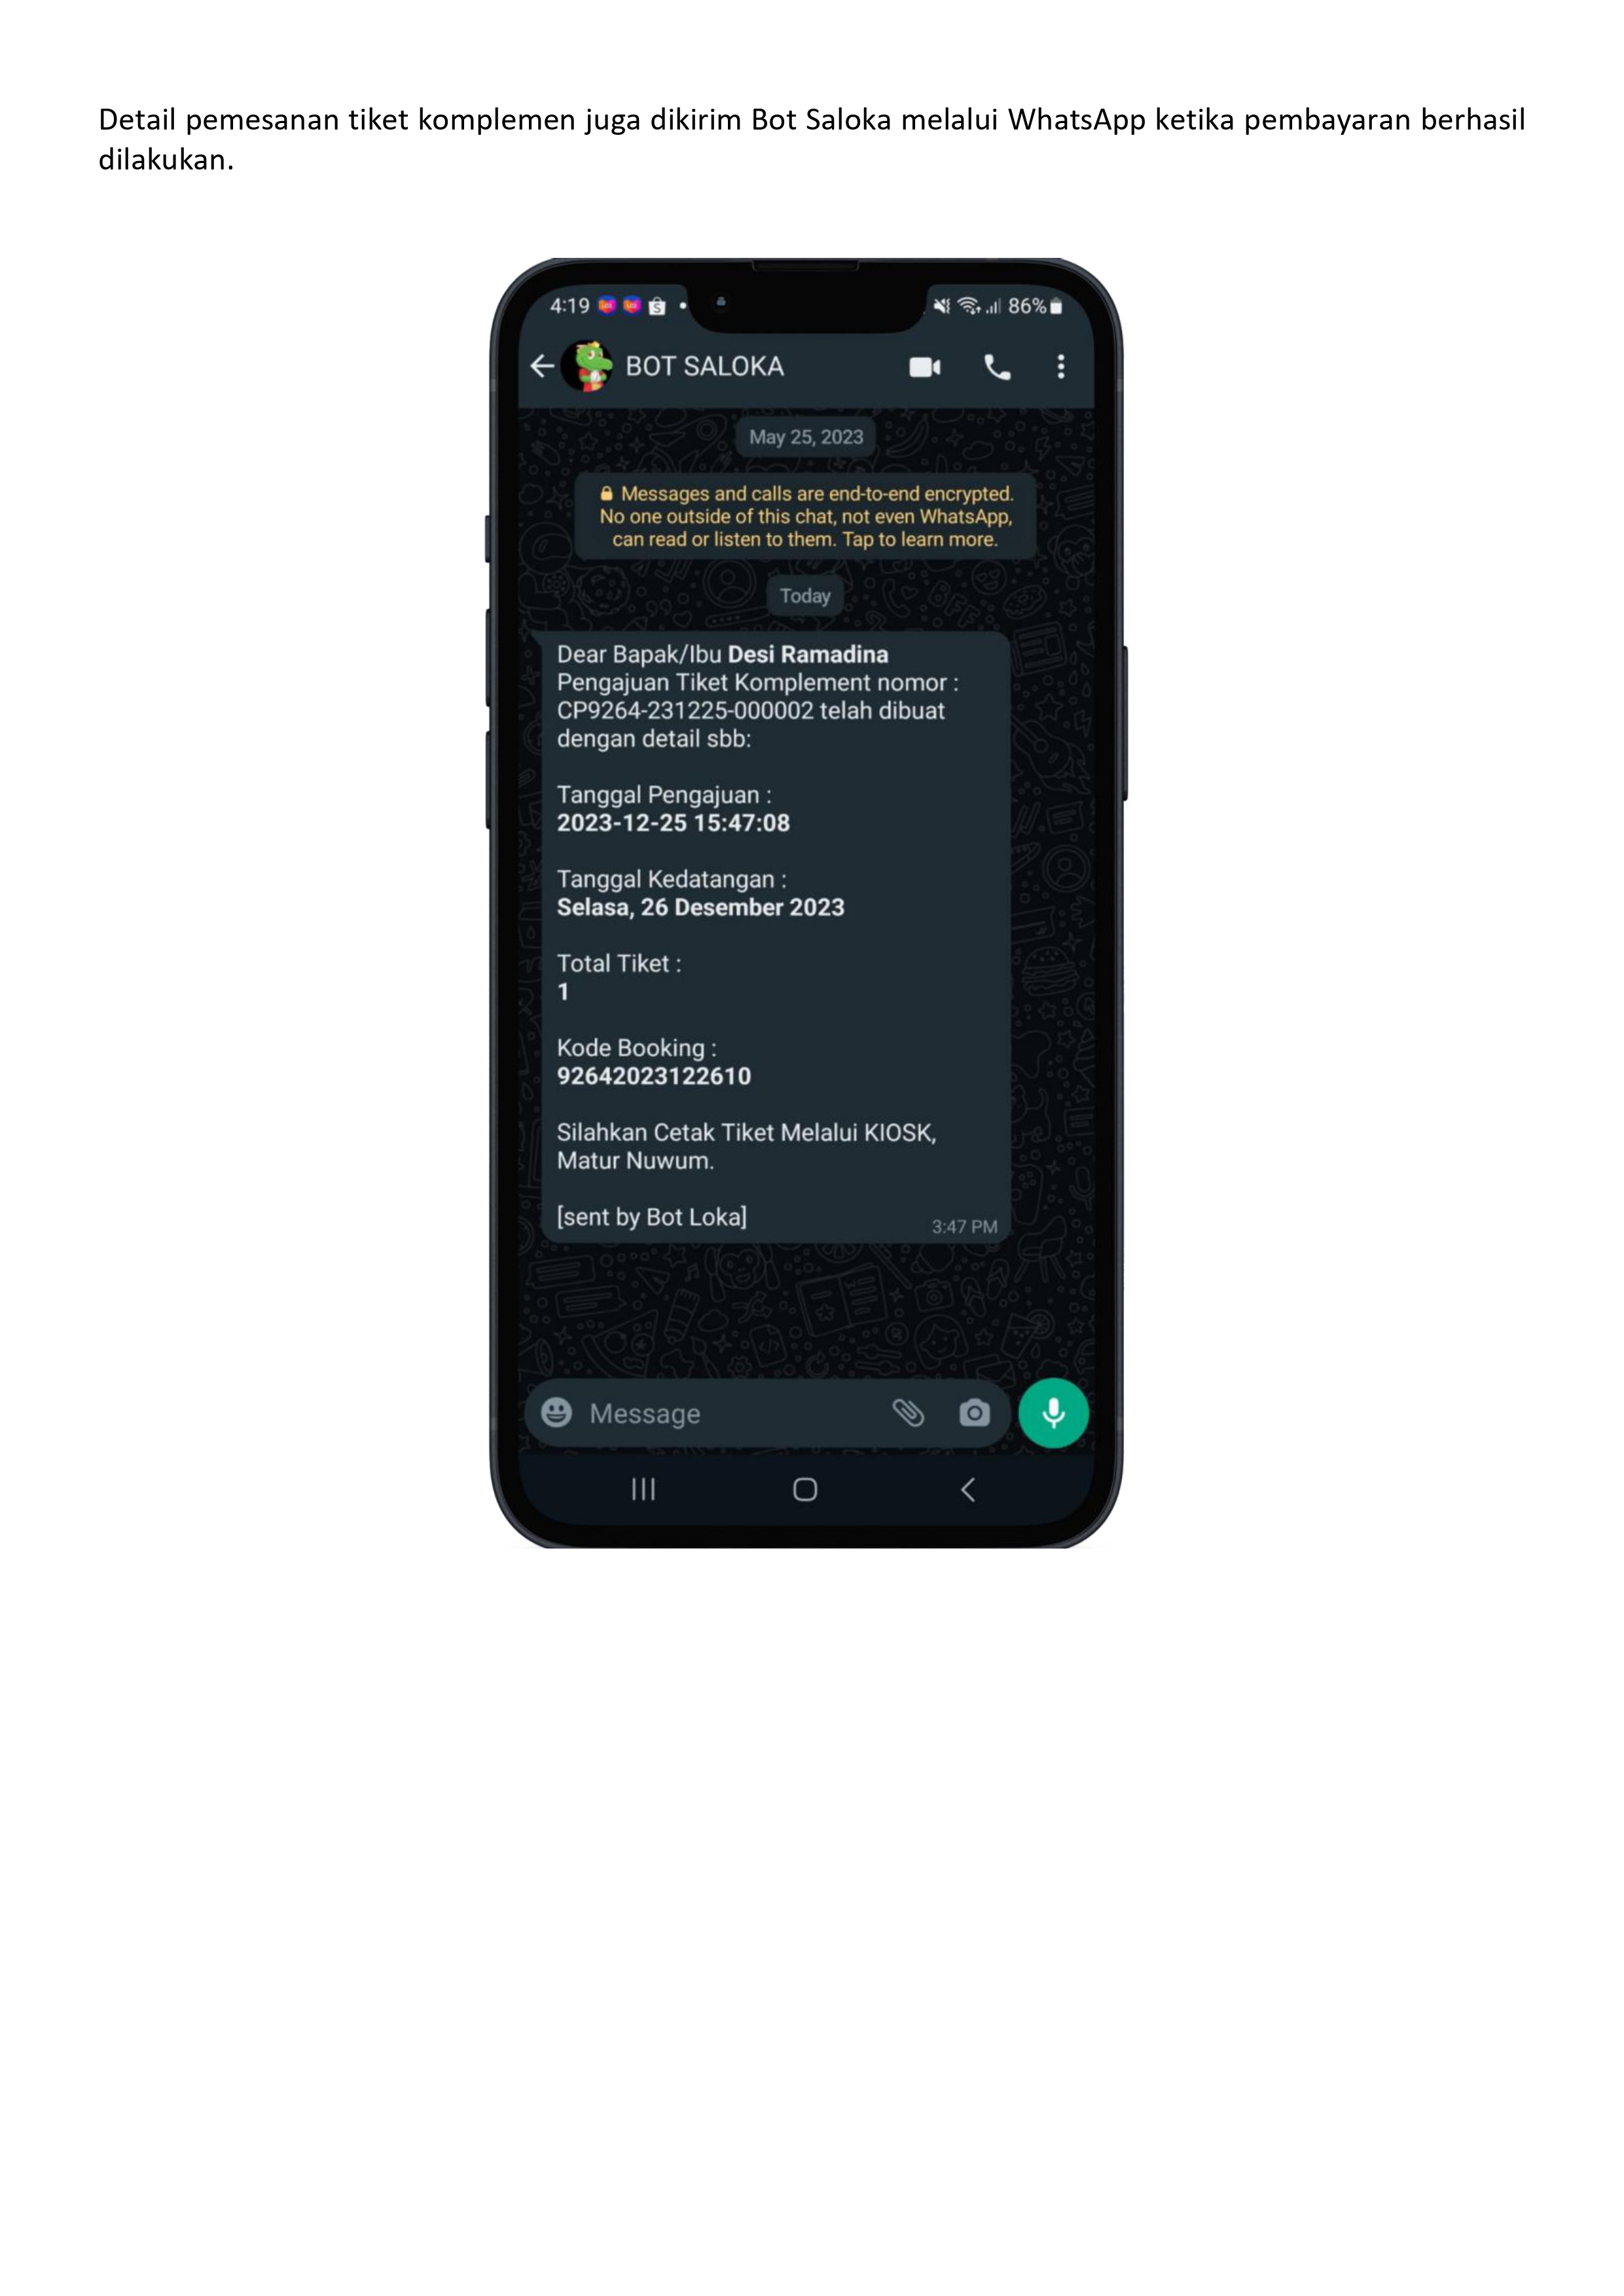 Detail pemesanan tiket komplemen juga dikirim Bot Saloka melalui WhatsApp ketika pembayaran berhasil
dilakukan.
4:19
86%
BOT SALOKA
May 25, 2023
Messages and calls are end-to-end encrypted.
No one outside of this chat, not even WhatsApp,
can read or listen to them. Tap to learn more.
Today
Dear Bapak/Ibu Desi Ramadina
Pengajuan Tiket Komplement nomor :
CP9264-231225-000002 telah dibuat
dengan detail sbb:
Tanggal Pengajuan :
2023-12-25 15:47:08
Tanggal Kedatangan :
Selasa, 26 Desember 2023
Total Tiket :
1
Kode Booking :
92642023122610
Silahkan Cetak Tiket Melalui KIOSK,
Matur Nuwum.
[sent by Bot Loka]
3:47 PM
Message